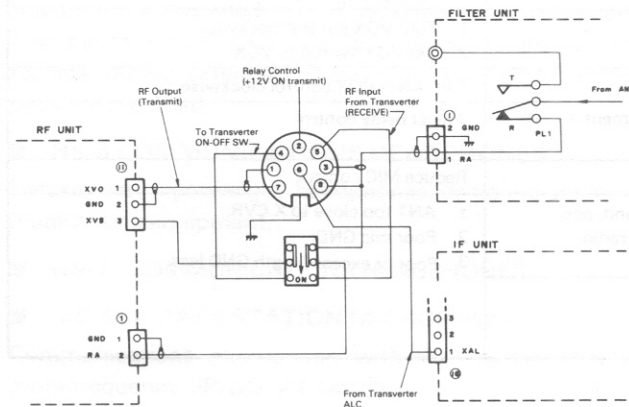 FILTER UNIT
Relay Control
(+12V ON transmit)
RF Output
(Transmit)
RF Input
From Transverter
(RECEIVE)
T
From AN
R
PL1
1
2 GND
1 RA
To Transverter
ON-OFF SW.
RF UNIT
11
XVO 1
GND 2
XVS 3
2
4 5
1 3
6
7 8
ON
IF UNIT
3
2
1 XAL
1
GND 1
RA 2
From Transverter
ALC